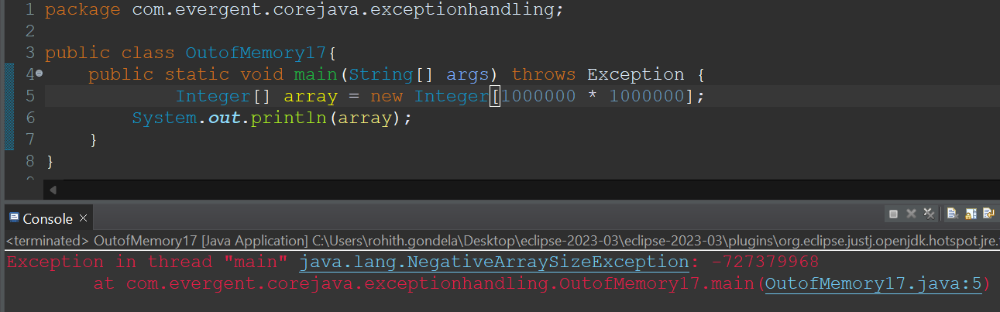 1 package com.evergent.corejava.exceptionhandling;
2
3 public class OutofMemory17{
4 public static void main(String[] args) throws Exception {
5 Integer[] array = new Integer[1000000 * 1000000];
6 System.out.println(array);
7 }
8 }
Console ×
<terminated> OutofMemory17 [Java Application] C:\Users\rohith.gondela\Desktop\eclipse-2023-03\eclipse-2023-03\plugins\org.eclipse.justj.openjdk.hotspot.jre.
Exception in thread "main" java.lang.NegativeArraySizeException: -727379968
at com.evergent.corejava.exceptionhandling.OutofMemory17.main(OutofMemory17.java:5)